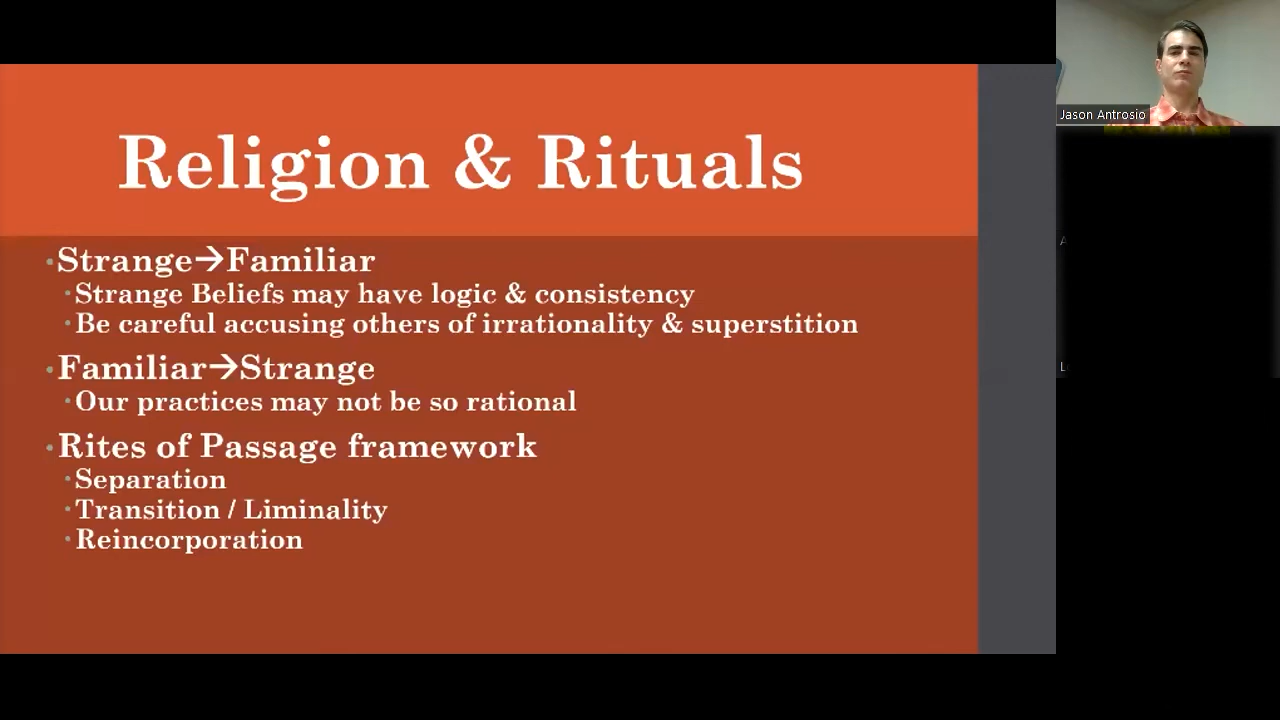 Religion & Rituals
•Strange→Familiar
•Strange Beliefs may have logic & consistency
•Be careful accusing others of irrationality & superstition
•Familiar→Strange
•Our practices may not be so rational
•Rites of Passage framework
•Separation
•Transition / Liminality
•Reincorporation
Jason Antrosio